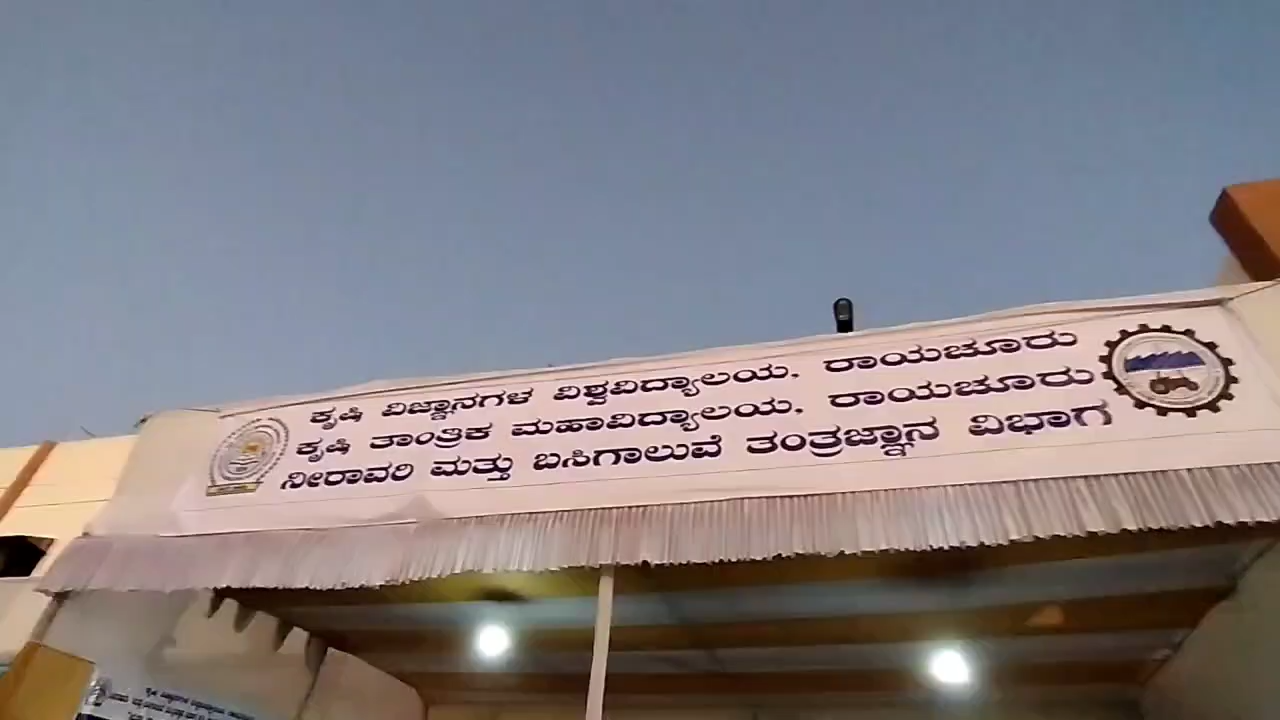 ಕೃಷಿ ವಿಜ್ಞಾನಗಳ ವಿಶ್ವವಿದ್ಯಾಲಯ, ರಾಯಚೂರು
ಕೃಷಿ ತಾಂತ್ರಿಕ ಮಹಾವಿದ್ಯಾಲಯ, ರಾಯಚೂರು
ನೀರಾವರಿ ಮತ್ತು ಬಸಿಗಾಲುವೆ ತಂತ್ರಜ್ಞಾನ ವಿಭಾಗ